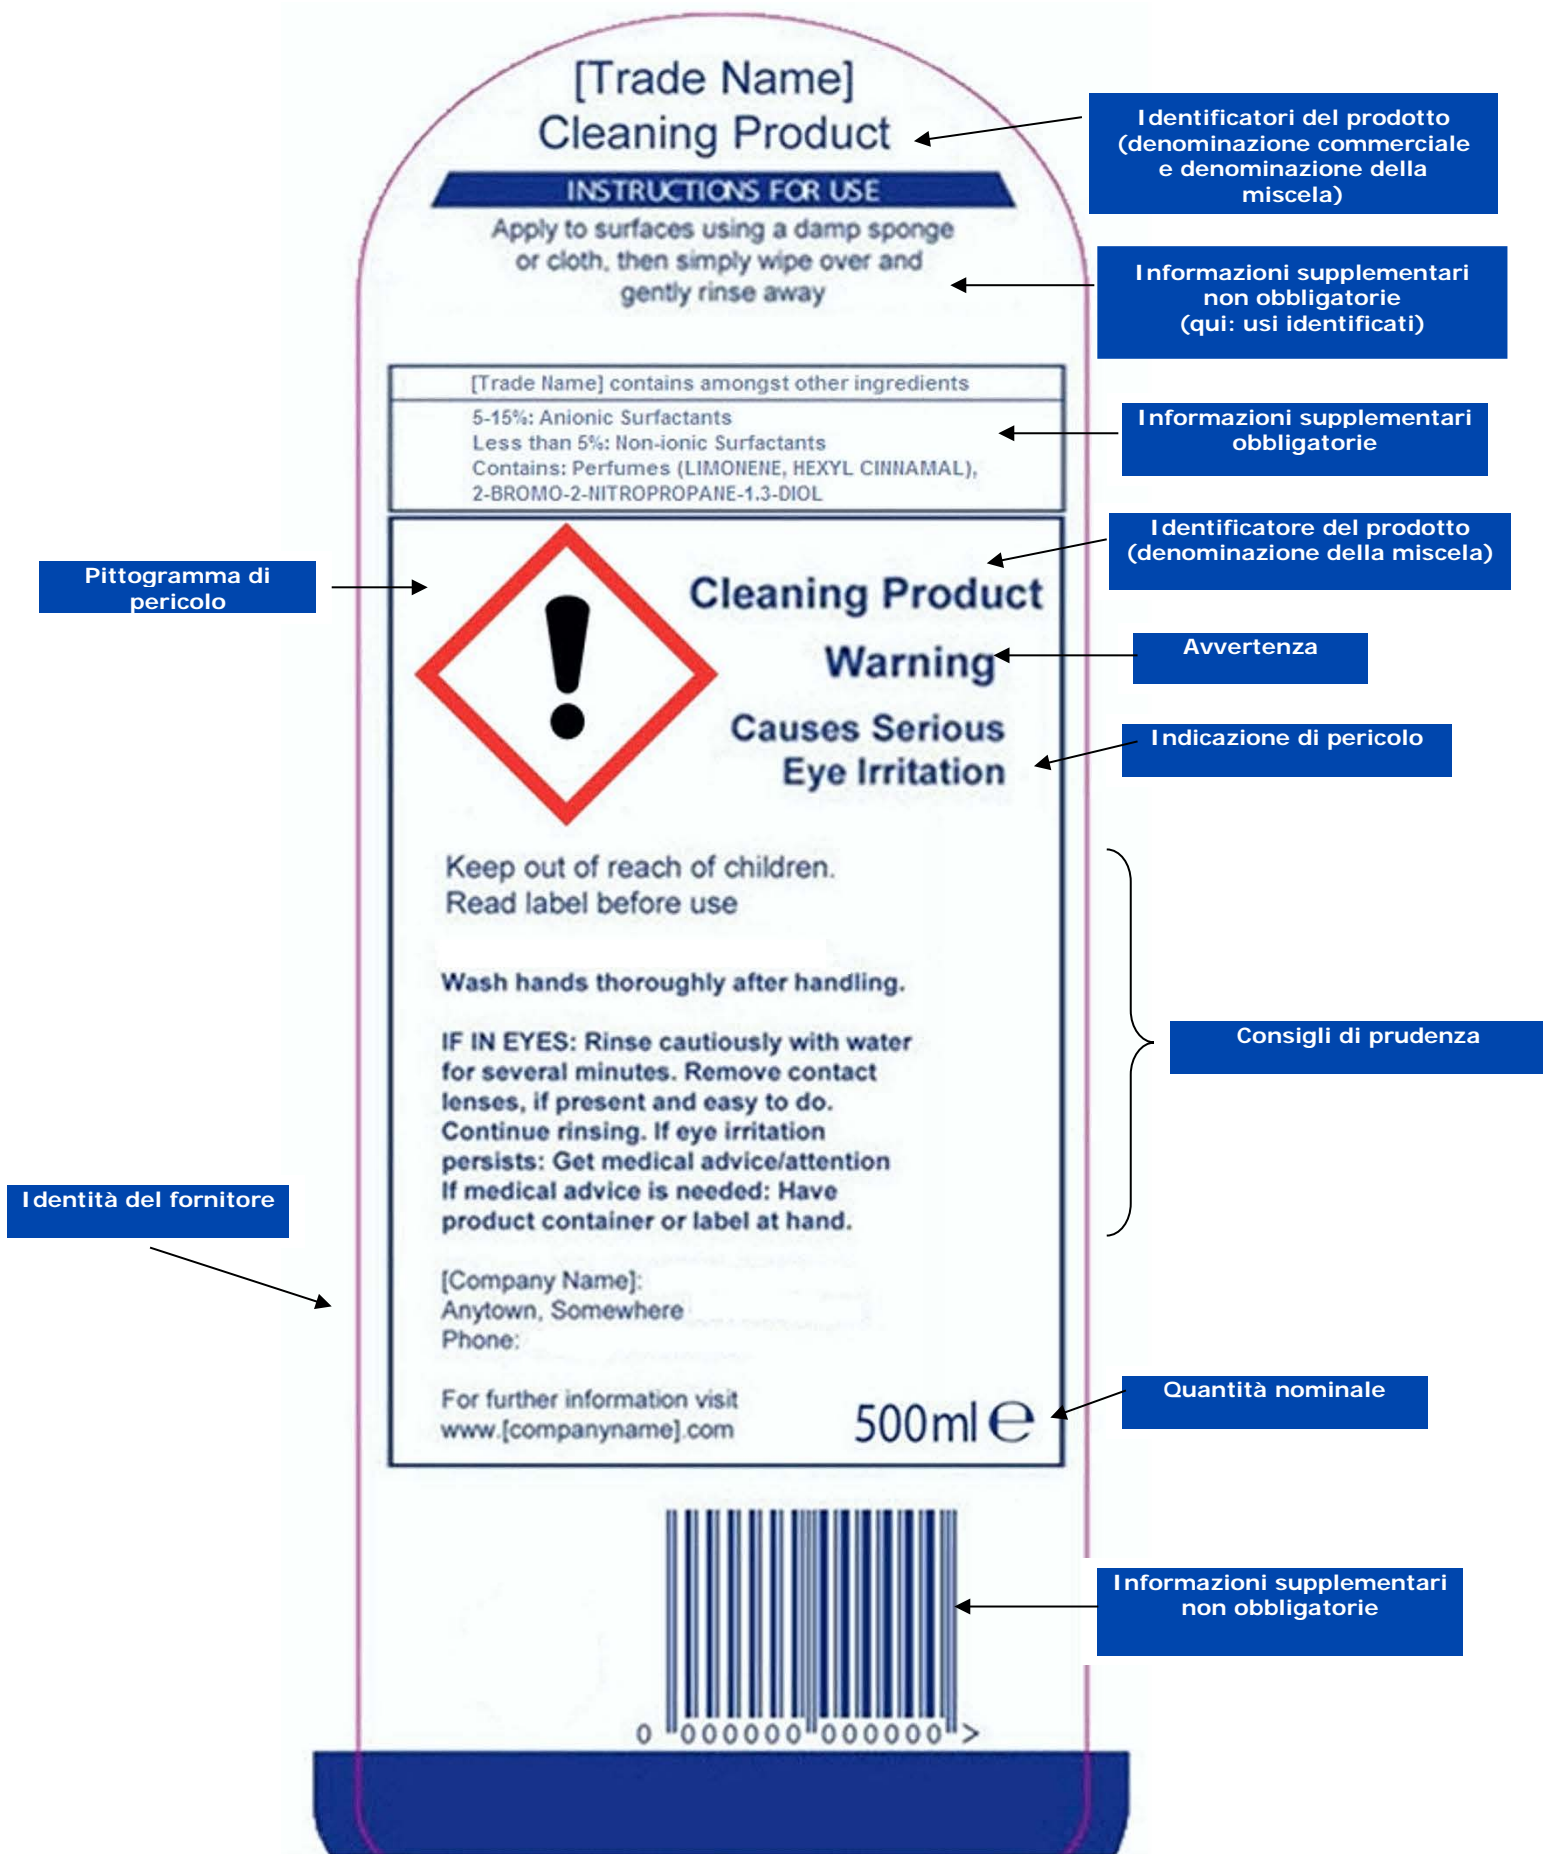 [Trade Name]
Cleaning Product
INSTRUCTIONS FOR USE
Apply to surfaces using a damp sponge
or cloth, then simply wipe over and
gently rinse away
[Trade Name] contains amongst other ingredients
5-15%: Anionic Surfactants
Less than 5%: Non-ionic Surfactants
Contains: Perfumes (LIMONENE, HEXYL CINNAMAL),
2-BROMO-2-NITROPROPANE-1.3-DIOL
Cleaning Product
Warning
Causes Serious
Eye Irritation
Keep out of reach of children.
Read label before use
Wash hands thoroughly after handling.
IF IN EYES: Rinse cautiously with water
for several minutes. Remove contact
lenses, if present and easy to do.
Continue rinsing. If eye irritation
persists: Get medical advice/attention
If medical advice is needed: Have
product container or label at hand.
[Company Name]:
Anytown, Somewhere
Phone:
For further information visit
www.[companyname].com
500ml ℮
0 000000 000000 >
Identificatori del prodotto
(denominazione commerciale
e denominazione della
miscela)
Informazioni supplementari
non obbligatorie
(qui: usi identificati)
Informazioni supplementari
obbligatorie
Identificatore del prodotto
(denominazione della miscela)
Pittogramma di
pericolo
Avvertenza
Indicazione di pericolo
Consigli di prudenza
Identità del fornitore
Quantità nominale
Informazioni supplementari
non obbligatorie